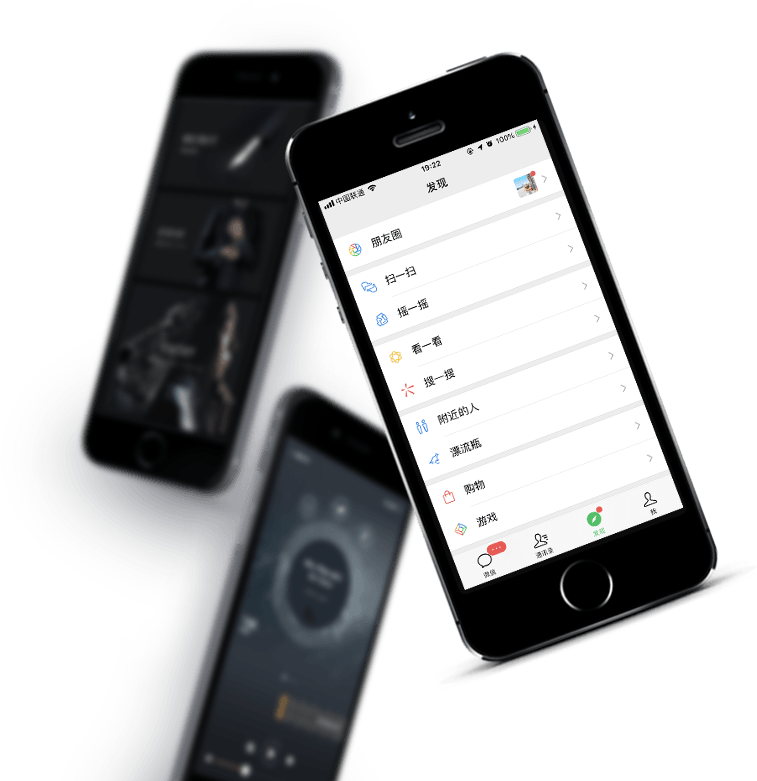 中国联通 19:22 100%
发现
朋友圈
扫一扫
摇一摇
看一看
搜一搜
附近的人
漂流瓶
购物
游戏
微信 通讯录 发现 我